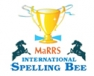 MaRRS
INTERNATIONAL
SPELLING BEE